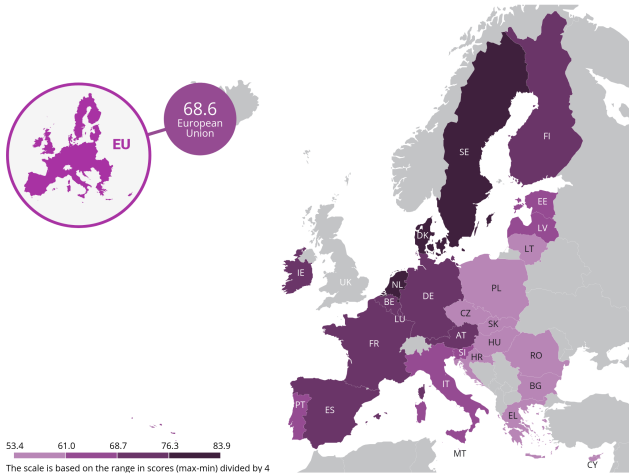 68.6
European
Union
EU
SE
FI
EE
LV
LT
DK
IE
UK
NL
BE
DE
PL
LU
CZ
SK
FR
AT
HU
SI
HR
RO
IT
BG
PT
ES
EL
MT
CY
53.4 61.0 68.7 76.3 83.9
The scale is based on the range in scores (max-min) divided by 4